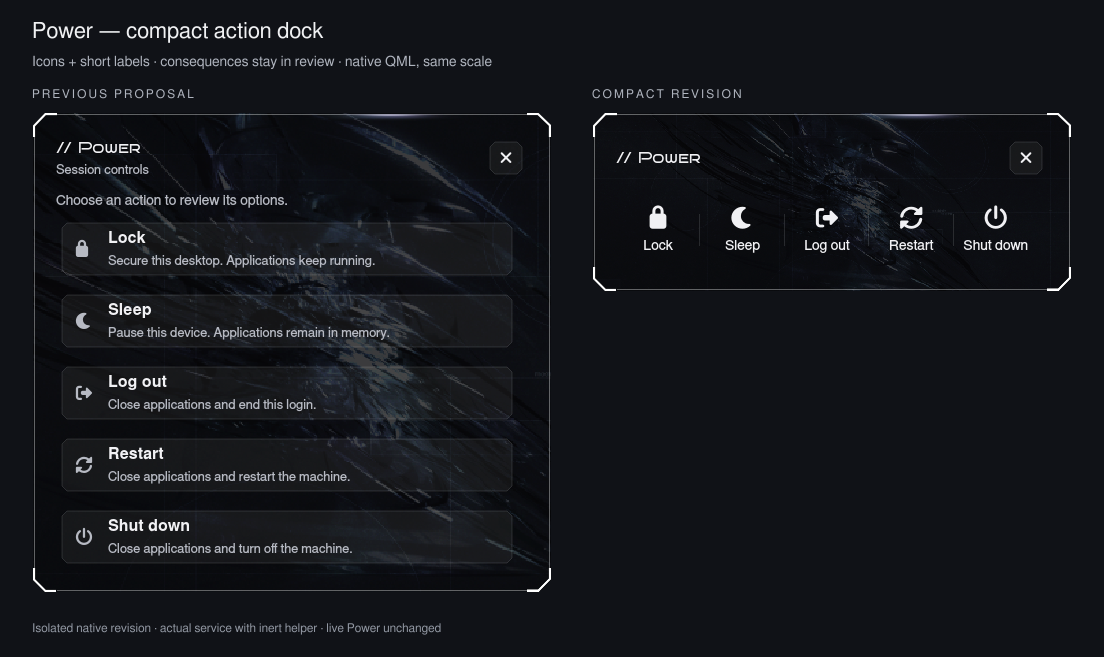 Power — compact action dock
Icons + short labels · consequences stay in review · native QML, same scale
PREVIOUS PROPOSAL
// POWER
Session controls
Choose an action to review its options.
Lock
Secure this desktop. Applications keep running.
Sleep
Pause this device. Applications remain in memory.
Log out
Close applications and end this login.
Restart
Close applications and restart the machine.
Shut down
Close applications and turn off the machine.
COMPACT REVISION
// POWER
Lock
Sleep
Log out
Restart
Shut down
Isolated native revision · actual service with inert helper · live Power unchanged